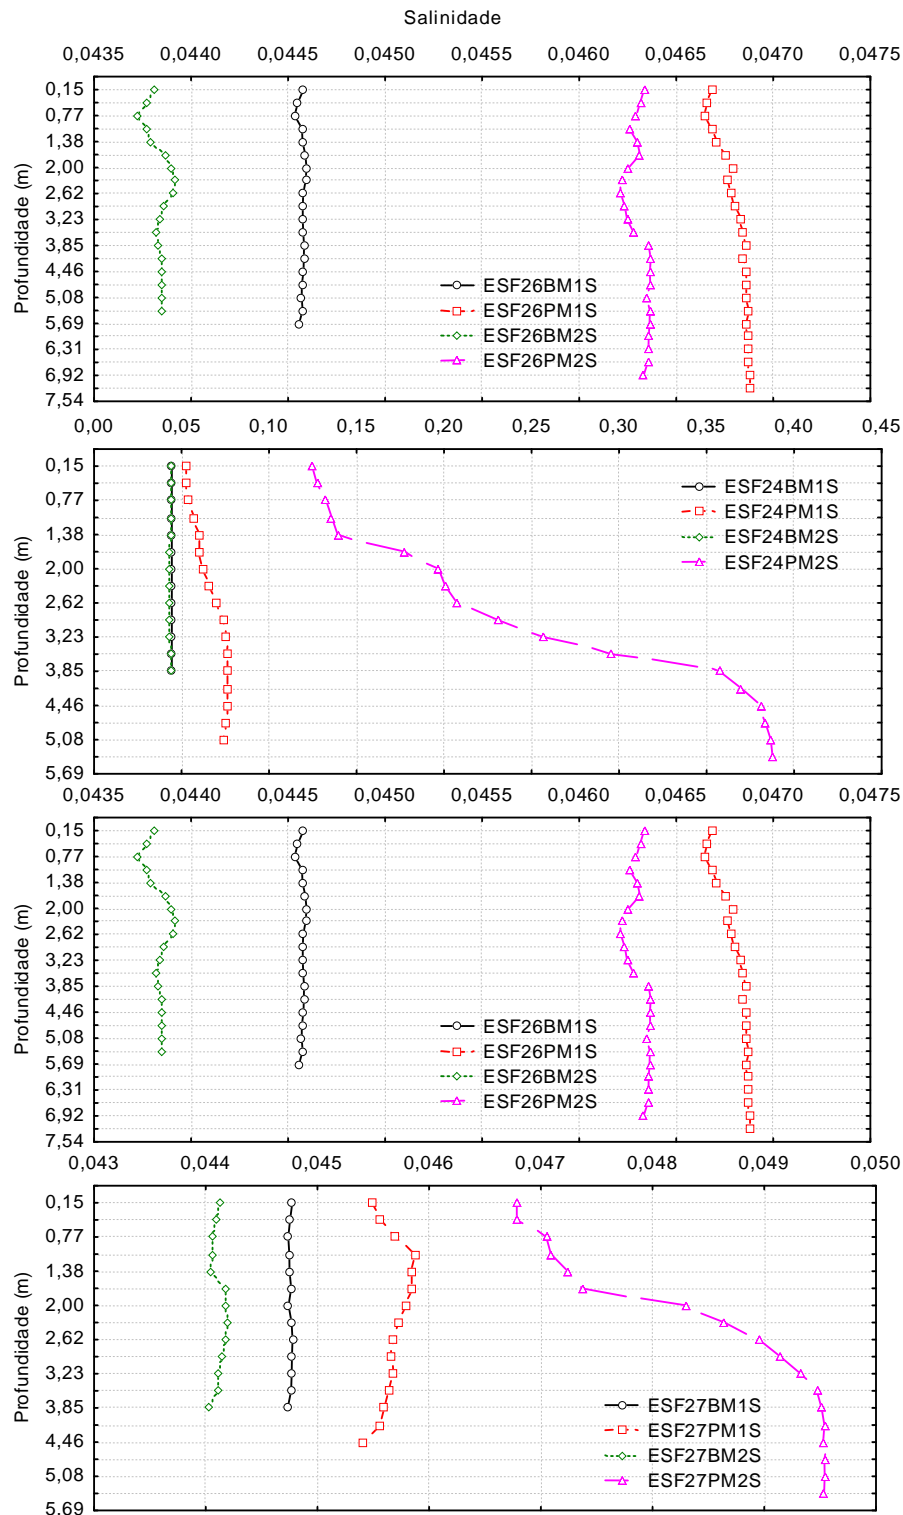 Salinidade
0,0435 0,0440 0,0445 0,0450 0,0455 0,0460 0,0465 0,0470 0,0475
0,15
0,77
1,38
2,00
2,62
3,23
3,85
4,46
5,08
5,69
6,31
6,92
7,54
Profundidade (m)
ESF26BM1S
ESF26PM1S
ESF26BM2S
ESF26PM2S
0,00 0,05 0,10 0,15 0,20 0,25 0,30 0,35 0,40 0,45
0,15
0,77
1,38
2,00
2,62
3,23
3,85
4,46
5,08
5,69
Profundidade (m)
ESF24BM1S
ESF24PM1S
ESF24BM2S
ESF24PM2S
0,0435 0,0440 0,0445 0,0450 0,0455 0,0460 0,0465 0,0470 0,0475
0,15
0,77
1,38
2,00
2,62
3,23
3,85
4,46
5,08
5,69
6,31
6,92
7,54
Profundidade (m)
ESF26BM1S
ESF26PM1S
ESF26BM2S
ESF26PM2S
0,043 0,044 0,045 0,046 0,047 0,048 0,049 0,050
0,15
0,77
1,38
2,00
2,62
3,23
3,85
4,46
5,08
5,69
Profundidade (m)
ESF27BM1S
ESF27PM1S
ESF27BM2S
ESF27PM2S